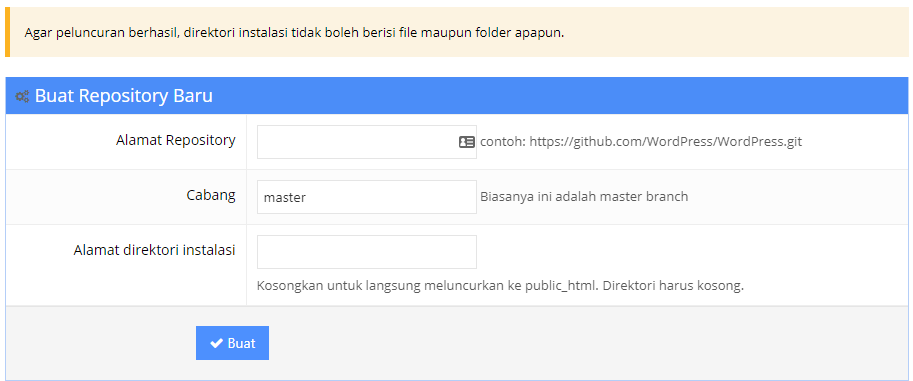 Agar peluncuran berhasil, direktori instalasi tidak boleh berisi file maupun folder apapun.
Buat Repository Baru
Alamat Repository contoh: https://github.com/WordPress/WordPress.git
Cabang master Biasanya ini adalah master branch
Alamat direktori instalasi
Kosongkan untuk langsung meluncurkan ke public_html. Direktori harus kosong.
Buat